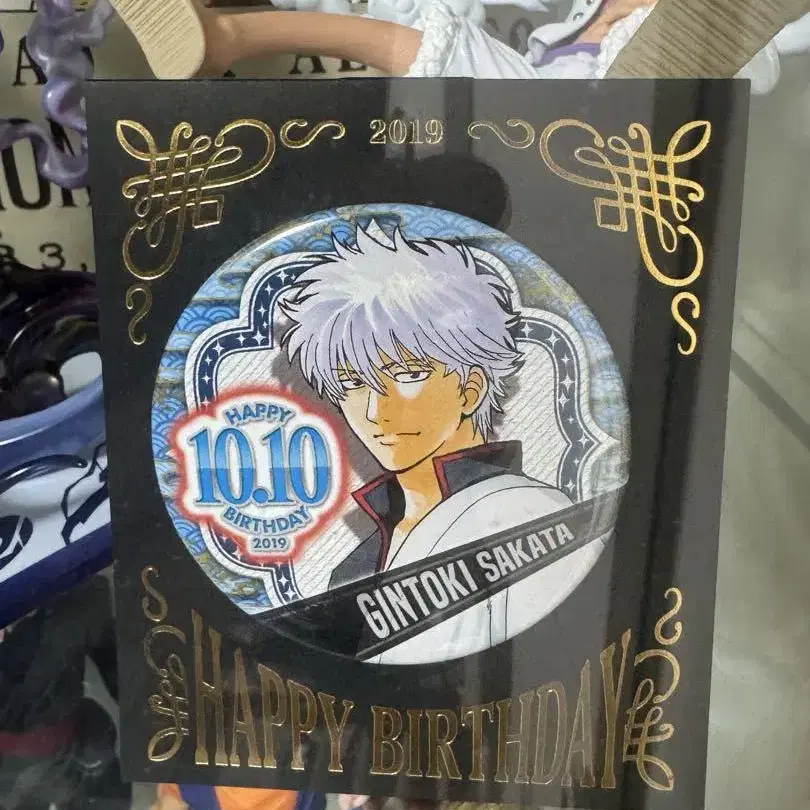 2019
HAPPY
10.10
BIRTHDAY
2019
GINTOKI SAKATA
HAPPY BIRTHDAY